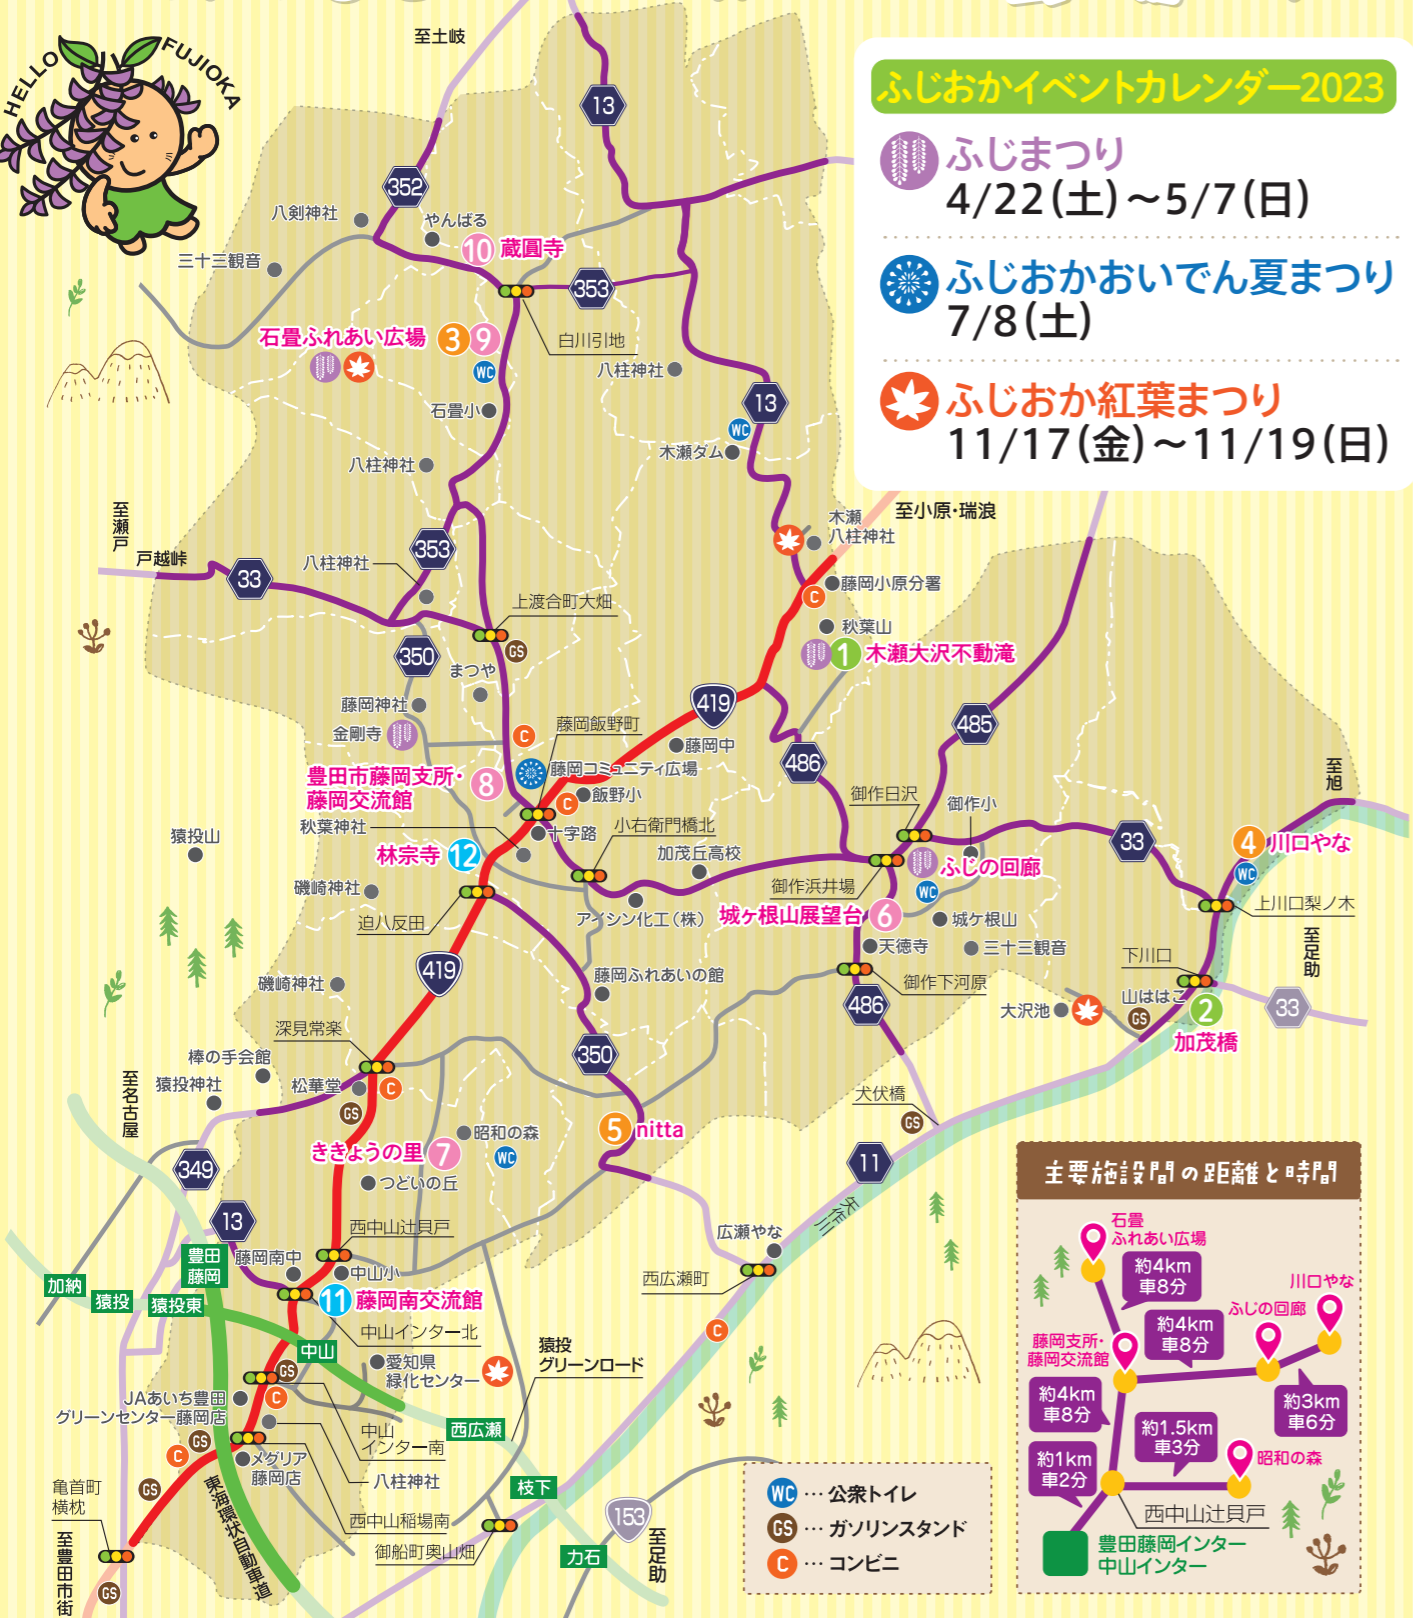 HELLO FUJIOKA
至土岐
ふじおかイベントカレンダー2023
ふじまつり
4/22(土)～5/7(日)
ふじおかおいでん夏まつり
7/8(土)
ふじおか紅葉まつり
11/17(金)～11/19(日)
13
352
八剣神社
やんばる
10 蔵圓寺
三十三観音
353
石畳ふれあい広場 3 9
WC
白川引地
八柱神社
石畳小
13
WC
木瀬ダム
八柱神社
至瀬戸
戸越峠
至小原・瑞浪
木瀬
八柱神社
353
33
八柱神社
藤岡小原分署
C
上渡合町大畑
秋葉山
GS
1 木瀬大沢不動滝
350
まつや
藤岡神社
419
485
金剛寺
C
藤岡飯野町
藤岡中
486
豊田市藤岡支所・
藤岡交流館
8
藤岡コミュニティ広場
C
飯野小
御作日沢
御作小
至旭
猿投山
秋葉神社
十字路
小右衛門橋北
33
4 川口やな
WC
林宗寺 12
加茂丘高校
ふじの回廊
WC
磯崎神社
御作浜井場
上川口梨ノ木
迫八反田
アイシン化工(株)
城ヶ根山展望台 6
城ケ根山
至足助
天徳寺
三十三観音
下川口
419
磯崎神社
藤岡ふれあいの館
御作下河原
486
大沢池
山ははこ
GS
2
加茂橋
33
深見常楽
350
棒の手会館
猿投神社
松華堂
C
GS
至名古屋
犬伏橋
GS
5 nitta
昭和の森
WC
ききょうの里 7
つどいの丘
349
11
矢作川
13
西中山辻貝戸
広瀬やな
豊田
藤岡
藤岡南中
中山小
西広瀬町
加納
猿投
猿投東
11 藤岡南交流館
中山インター北
C
中山
猿投
グリーンロード
GS
愛知県
緑化センター
C
JAあいち豊田
グリーンセンター藤岡店
GS
C
中山
インター南
西広瀬
メグリア
藤岡店
八柱神社
亀首町
横枕
GS
東海環状自動車道
枝下
西中山稲場南
153
至足助
御船町奥山畑
力石
至豊田市街
GS
WC … 公衆トイレ
GS … ガソリンスタンド
C … コンビニ
主要施設間の距離と時間
石畳
ふれあい広場
約4km
車8分
川口やな
ふじの回廊
約4km
車8分
藤岡支所・
藤岡交流館
約4km
車8分
約3km
車6分
約1.5km
車3分
約1km
車2分
昭和の森
西中山辻貝戸
豊田藤岡インター
中山インター